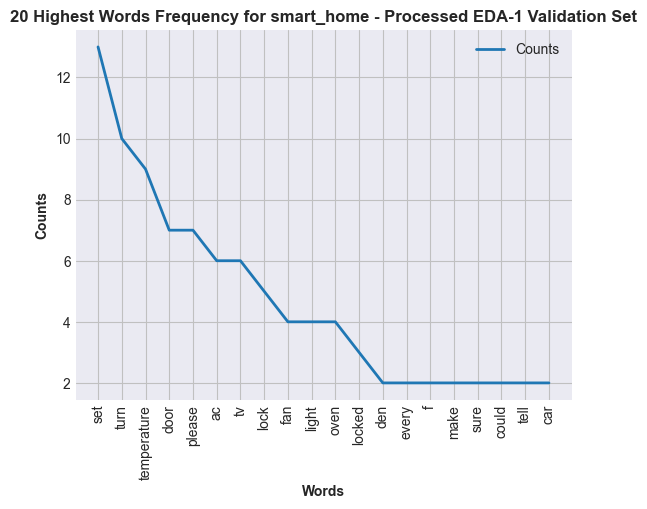 20 Highest Words Frequency for smart_home - Processed EDA-1 Validation Set
Counts
Counts
12
10
8
6
4
2
set
turn
temperature
door
please
ac
tv
lock
fan
light
oven
locked
den
every
f
make
sure
could
tell
car
Words